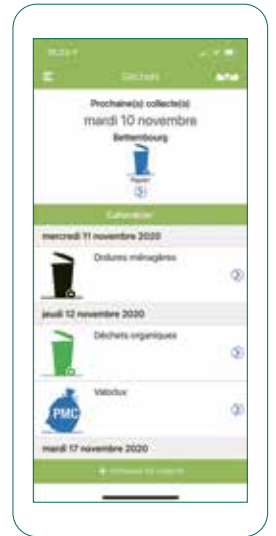 Déchets
Prochaine(s) collecte(s)
mardi 10 novembre
Bettembourg
Papier
Calendrier
mercredi 11 novembre 2020
Ordures ménagères
jeudi 12 novembre 2020
Déchets organiques
Valorlux
PMC
mardi 17 novembre 2020